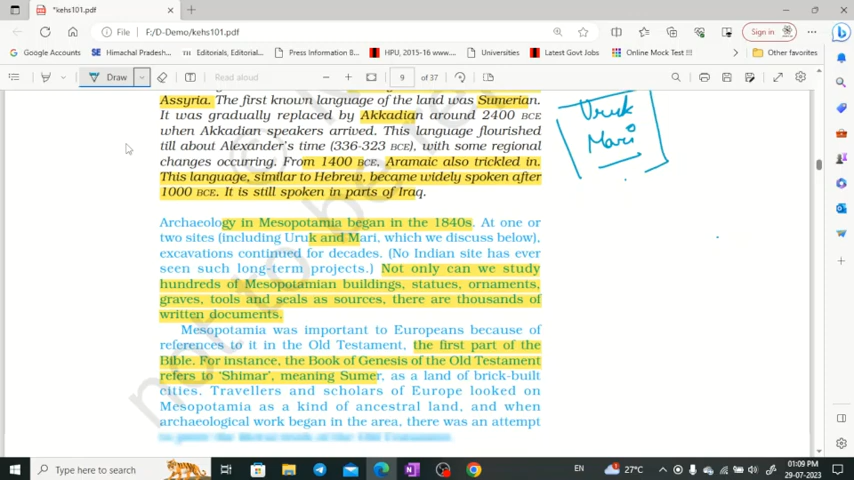 *kehs101.pdf
File F:/D-Demo/kehs101.pdf
Sign in
Google Accounts Himachal Pradesh... Editorials, Editorial... Press Information B... HPU, 2015-16 www.... Universities Latest Govt Jobs Online Mock Test !!! Other favorites
Draw Read aloud 9 of 37
Assyria. The first known language of the land was Sumerian.
It was gradually replaced by Akkadian around 2400 BCE
when Akkadian speakers arrived. This language flourished
till about Alexander's time (336-323 BCE), with some regional
changes occurring. From 1400 BCE, Aramaic also trickled in.
This language, similar to Hebrew, became widely spoken after
1000 BCE. It is still spoken in parts of Iraq.
Uruk
Mari
Archaeology in Mesopotamia began in the 1840s. At one or
two sites (including Uruk and Mari, which we discuss below),
excavations continued for decades. (No Indian site has ever
seen such long-term projects.) Not only can we study
hundreds of Mesopotamian buildings, statues, ornaments,
graves, tools and seals as sources, there are thousands of
written documents.
Mesopotamia was important to Europeans because of
references to it in the Old Testament, the first part of the
Bible. For instance, the Book of Genesis of the Old Testament
refers to 'Shimar', meaning Sumer, as a land of brick-built
cities. Travellers and scholars of Europe looked on
Mesopotamia as a kind of ancestral land, and when
archaeological work began in the area, there was an attempt
not to be
Type here to search
27°C
EN
01:09 PM
29-07-2023